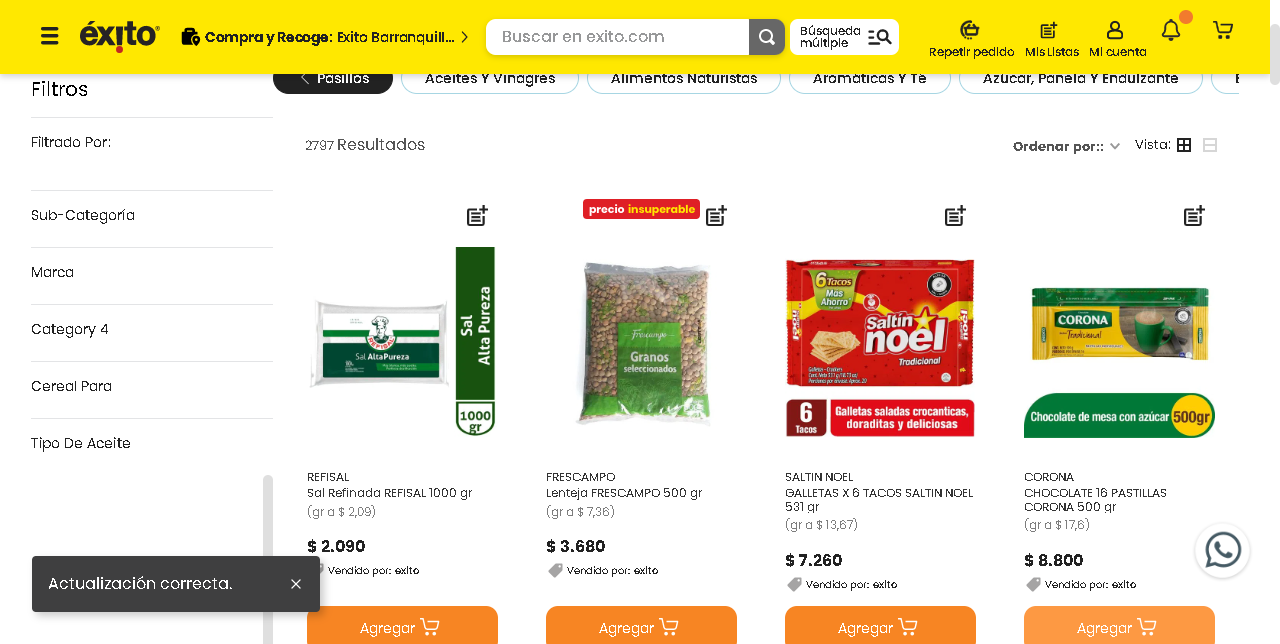 éxito
Compra y Recoge: Exito Barranquill...
Buscar en exito.com
Búsqueda
múltiple
Repetir pedido
Mis Listas
Mi cuenta
Pasillos
Aceites Y Vinagres
Alimentos Naturistas
Aromáticas Y Té
Azúcar, Panela Y Endulzante
Filtros
Filtrado Por:
Sub-Categoría
Marca
Category 4
Cereal Para
Tipo De Aceite
2797 Resultados
Ordenar por::
Vista:
REFISAL
Sal AltaPureza
Sal
Alta Pureza
1000
gr
REFISAL
Sal Refinada REFISAL 1000 gr
(gr a $ 2,09)
$ 2.090
Vendido por: exito
Agregar
precio insuperable
Frescampo
Granos
seleccionados
FRESCAMPO
Lenteja FRESCAMPO 500 gr
(gr a $ 7,36)
$ 3.680
Vendido por: exito
Agregar
6 Tacos
Más
Ahorro
Saltín
noel
Tradicional
6
Tacos
Galletas saladas crocanticas,
doraditas y deliciosas
SALTIN NOEL
GALLETAS X 6 TACOS SALTIN NOEL
531 gr
(gr a $ 13,67)
$ 7.260
Vendido por: exito
Agregar
CORONA
Tradicional
Chocolate de mesa con azúcar
500gr
CORONA
CHOCOLATE 16 PASTILLAS
CORONA 500 gr
(gr a $ 17,6)
$ 8.800
Vendido por: exito
Agregar
Actualización correcta.